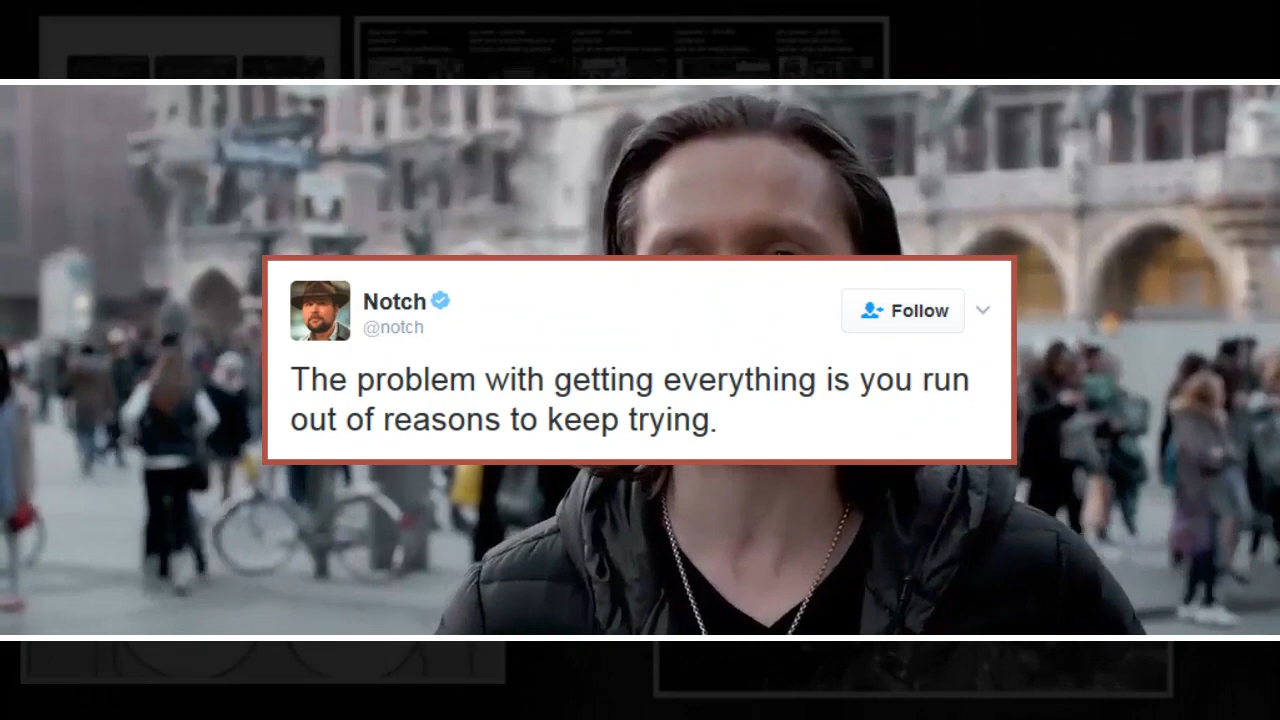 Notch
@notch
Follow
The problem with getting everything is you run
out of reasons to keep trying.